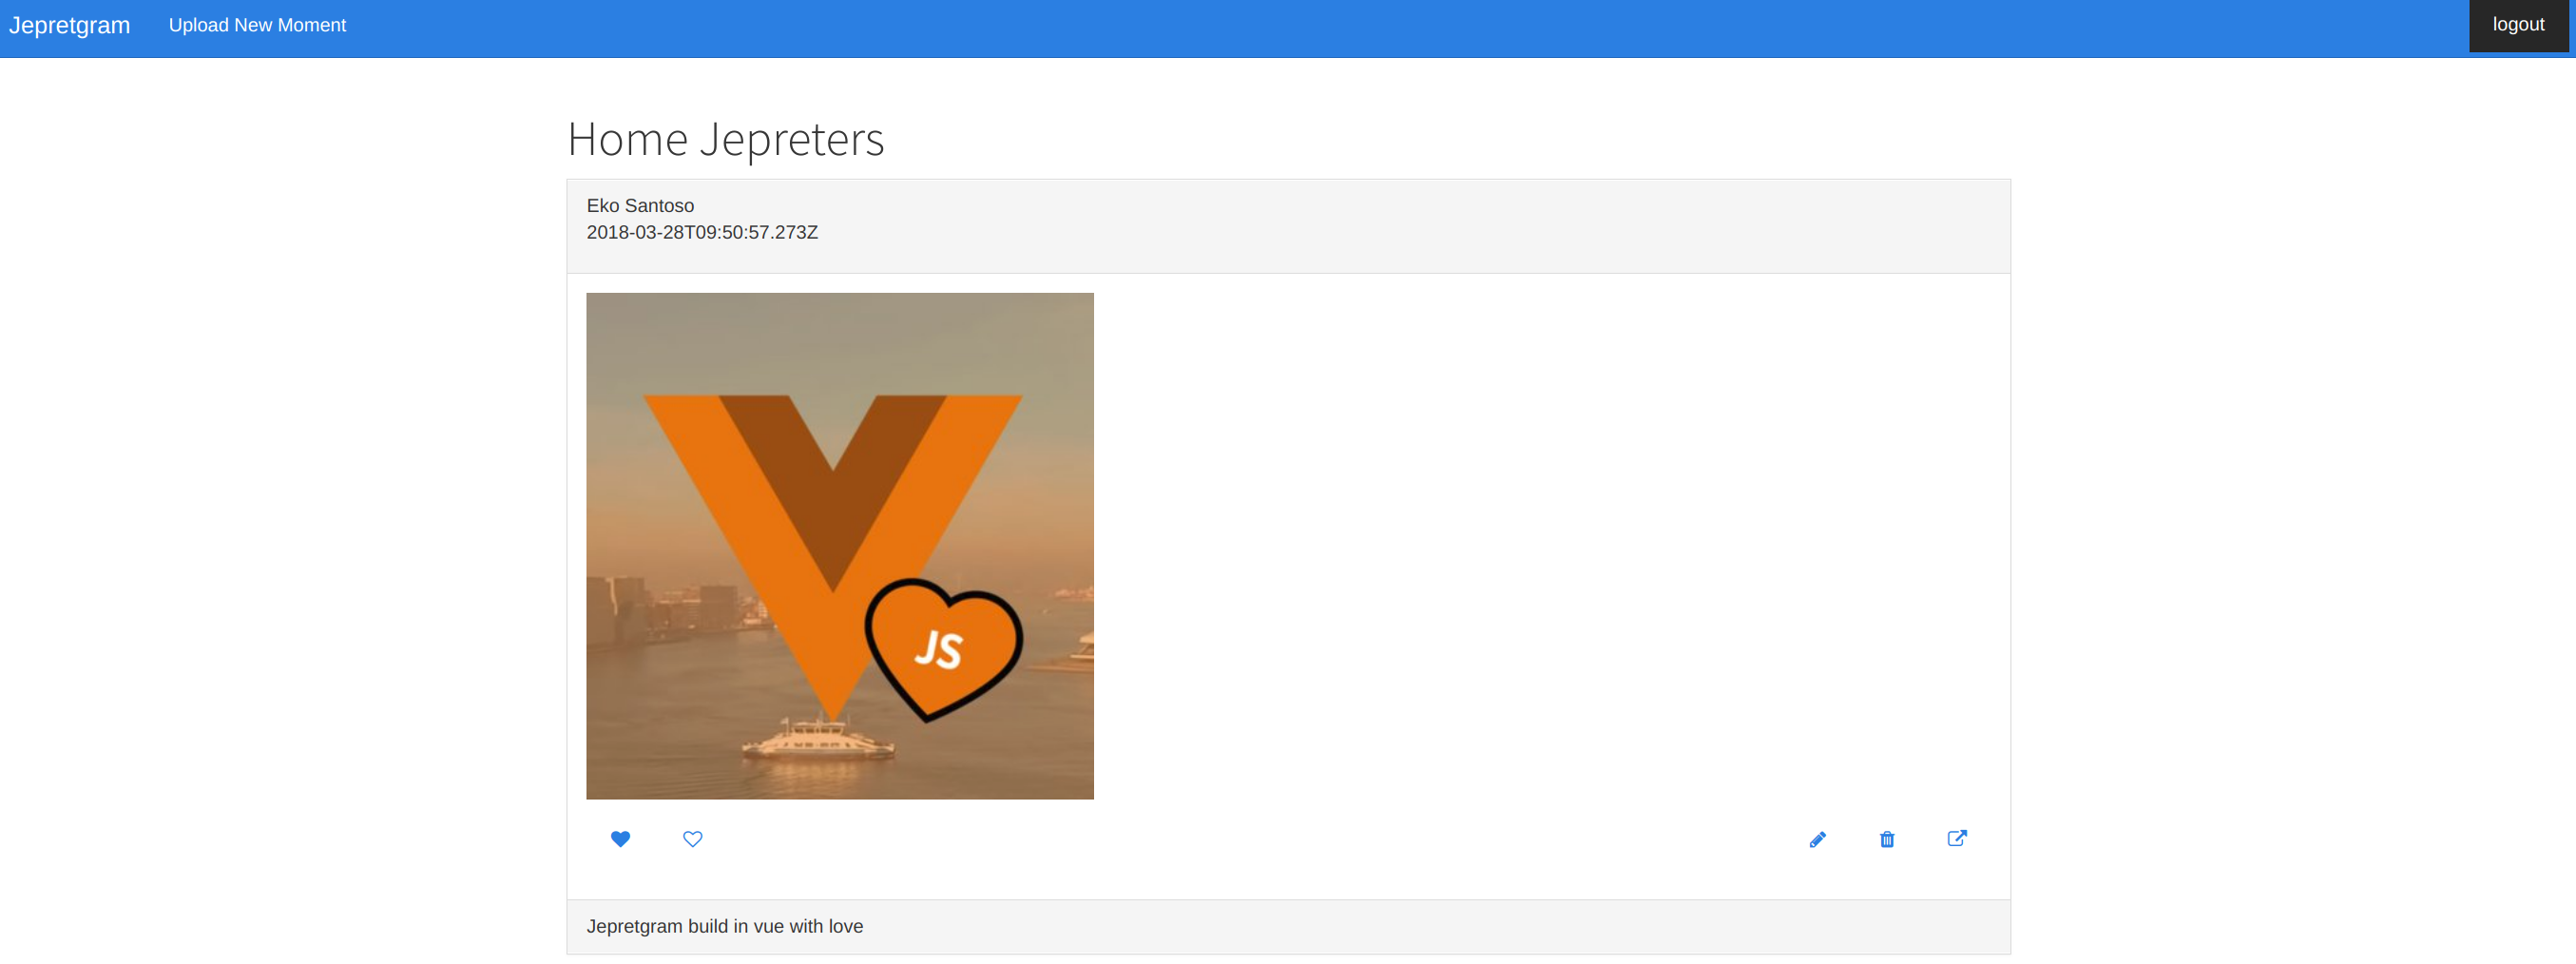 Jepretgram Upload New Moment logout
Home Jepreters
Eko Santoso
2018-03-28T09:50:57.273Z
JS
Jepretgram build in vue with love